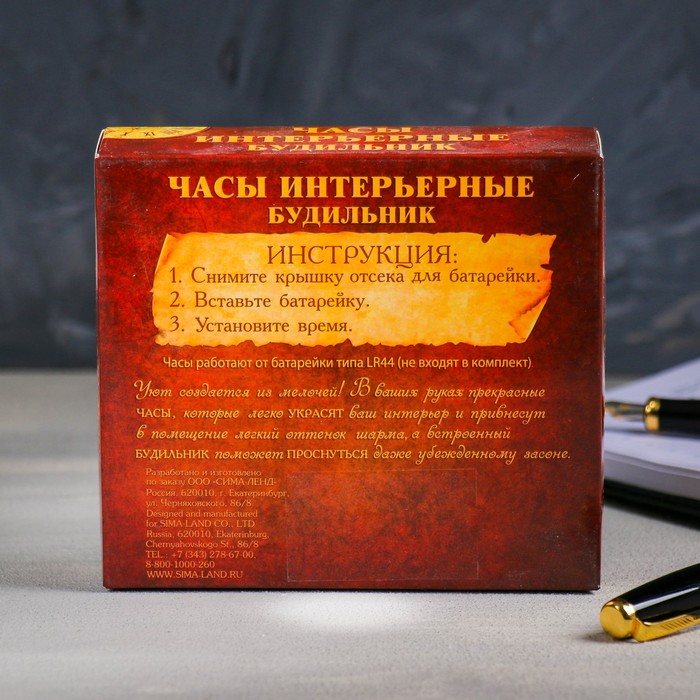 X XI
ЧАСЫ
ИНТЕРЬЕРНЫЕ
БУДИЛЬНИК
ЧАСЫ ИНТЕРЬЕРНЫЕ
БУДИЛЬНИК
ИНСТРУКЦИЯ:
1. Снимите крышку отсека для батарейки.
2. Вставьте батарейку.
3. Установите время.
Часы работают от батарейки типа LR44 (не входят в комплект)
Уют создается из мелочей! В ваших руках прекрасные
ЧАСЫ, которые легко УКРАСЯТ ваш интерьер и привнесут
в помещение легкий оттенок шарма, а встроенный
БУДИЛЬНИК поможет ПРОСНУТЬСЯ даже убежденному засоне.
Разработано и изготовлено
по заказу ООО «СИМА-ЛЕНД»
Россия, 620010, г. Екатеринбург,
ул. Черняховского, 86/8
Designed and manufactured
for SIMA-LAND CO., LTD
Russia, 620010, Ekaterinburg,
Chernyahovskogo St., 86/8
TEL.: +7 (343) 278-67-00,
8-800-1000-260
WWW.SIMA-LAND.RU